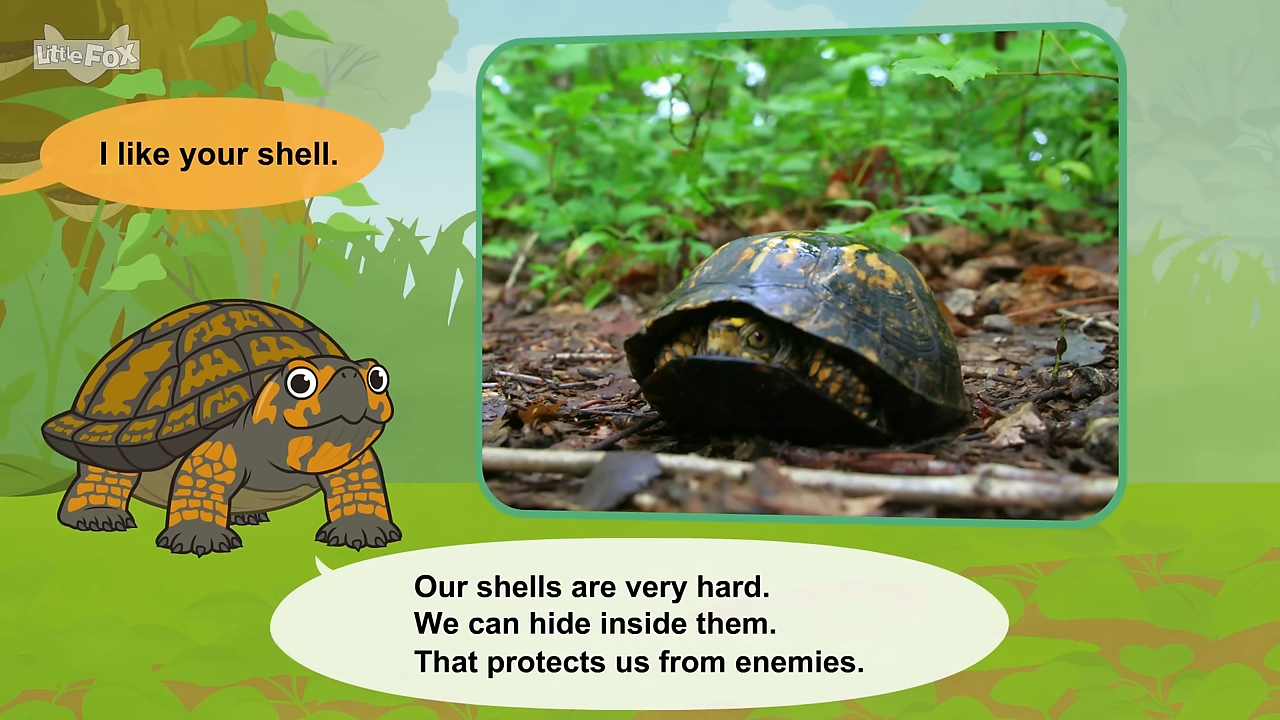 Little Fox
I like your shell.
Our shells are very hard.
We can hide inside them.
That protects us from enemies.